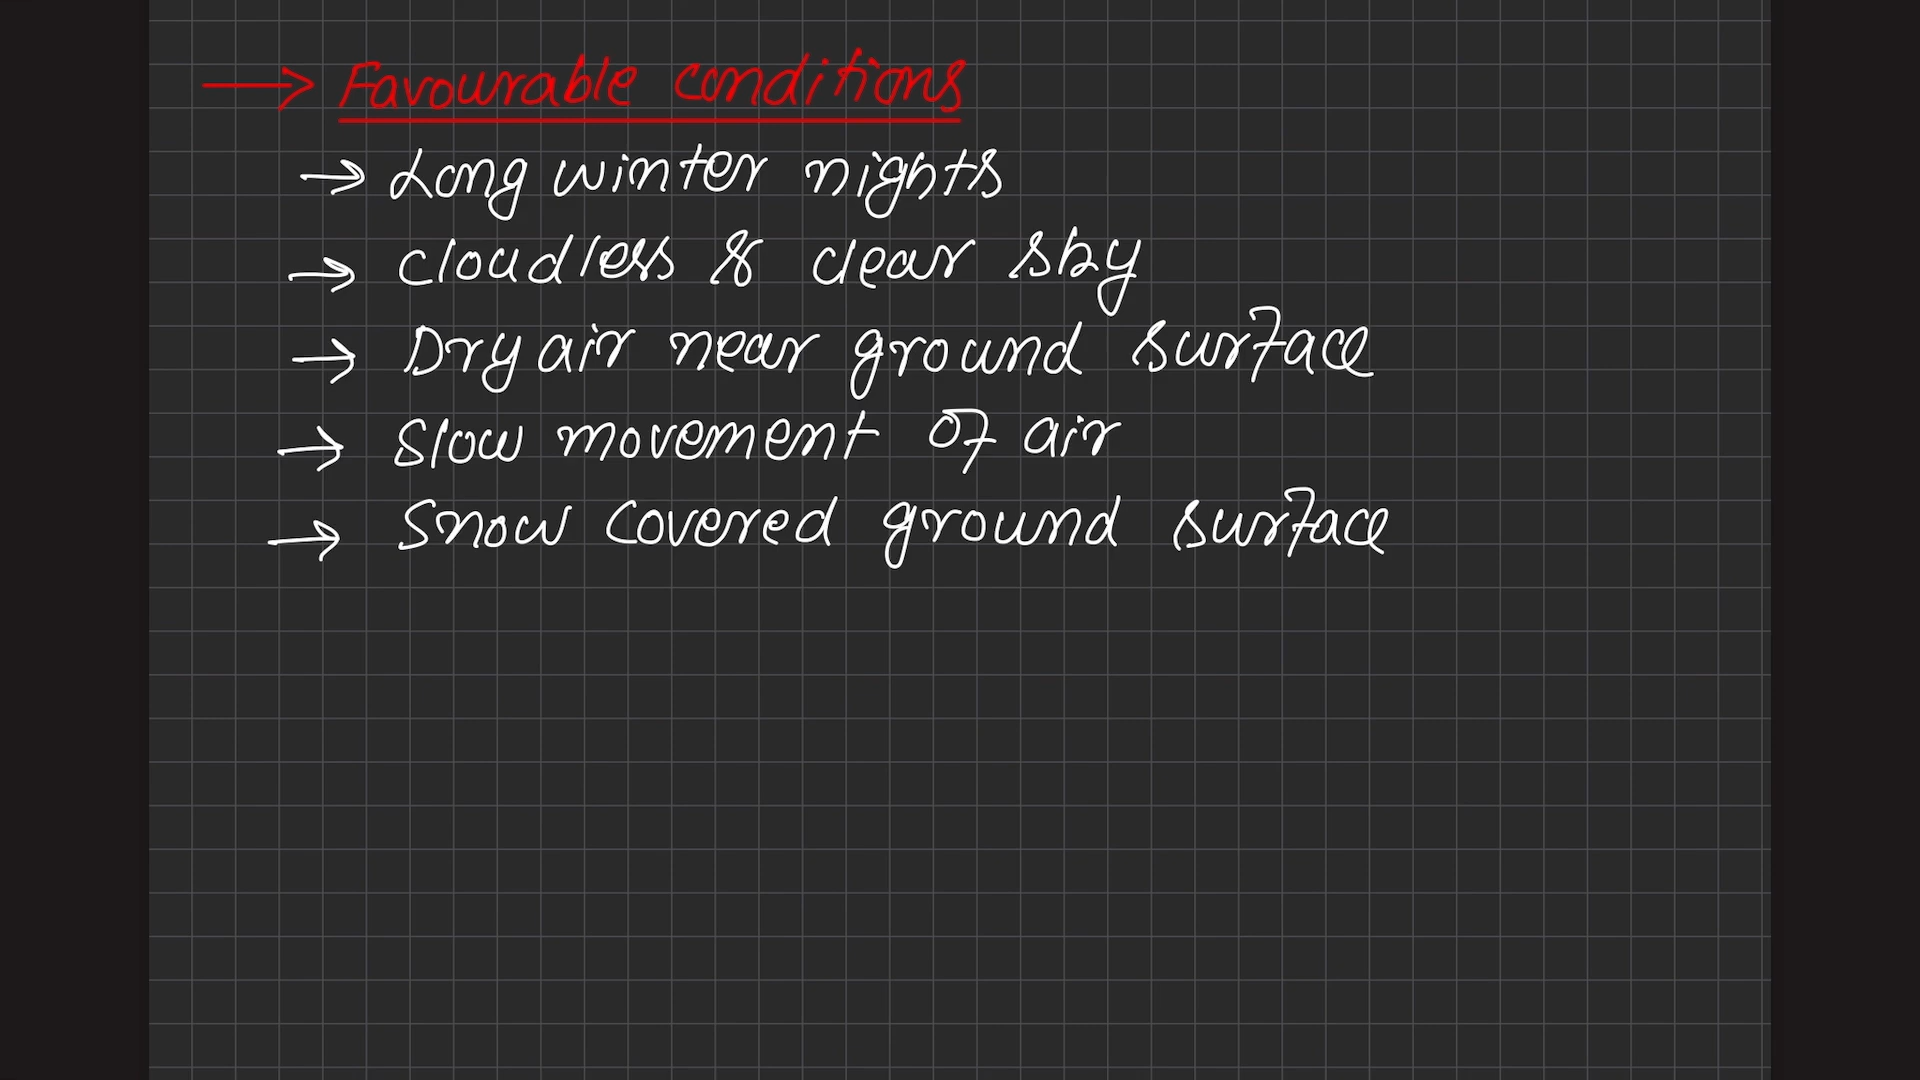 → Favourable conditions
→ Long winter nights
→ cloudless & clear sky
→ Dry air near ground surface
→ Slow movement of air
→ Snow covered ground surface